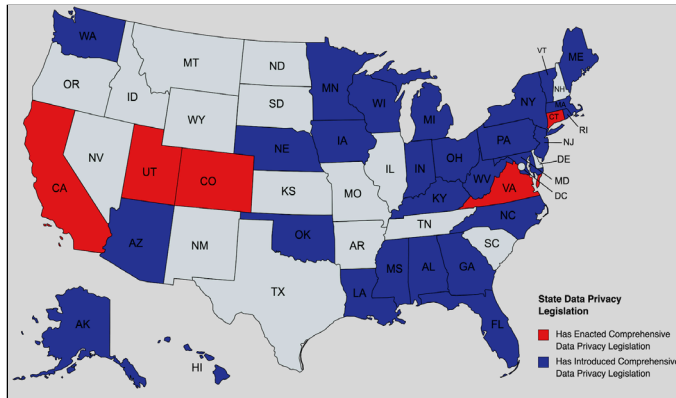 WA
MT
ND
MN
VT
ME
OR
ID
SD
WI
MI
NY
NH
MA
CT
RI
WY
IA
PA
NJ
NV
NE
IL
IN
OH
DE
CA
UT
CO
KS
MO
KY
WV
VA
MD
DC
AZ
NM
OK
AR
TN
NC
SC
TX
LA
MS
AL
GA
FL
AK
HI
State Data Privacy
Legislation
Has Enacted Comprehensive
Data Privacy Legislation
Has Introduced Comprehensive
Data Privacy Legislation